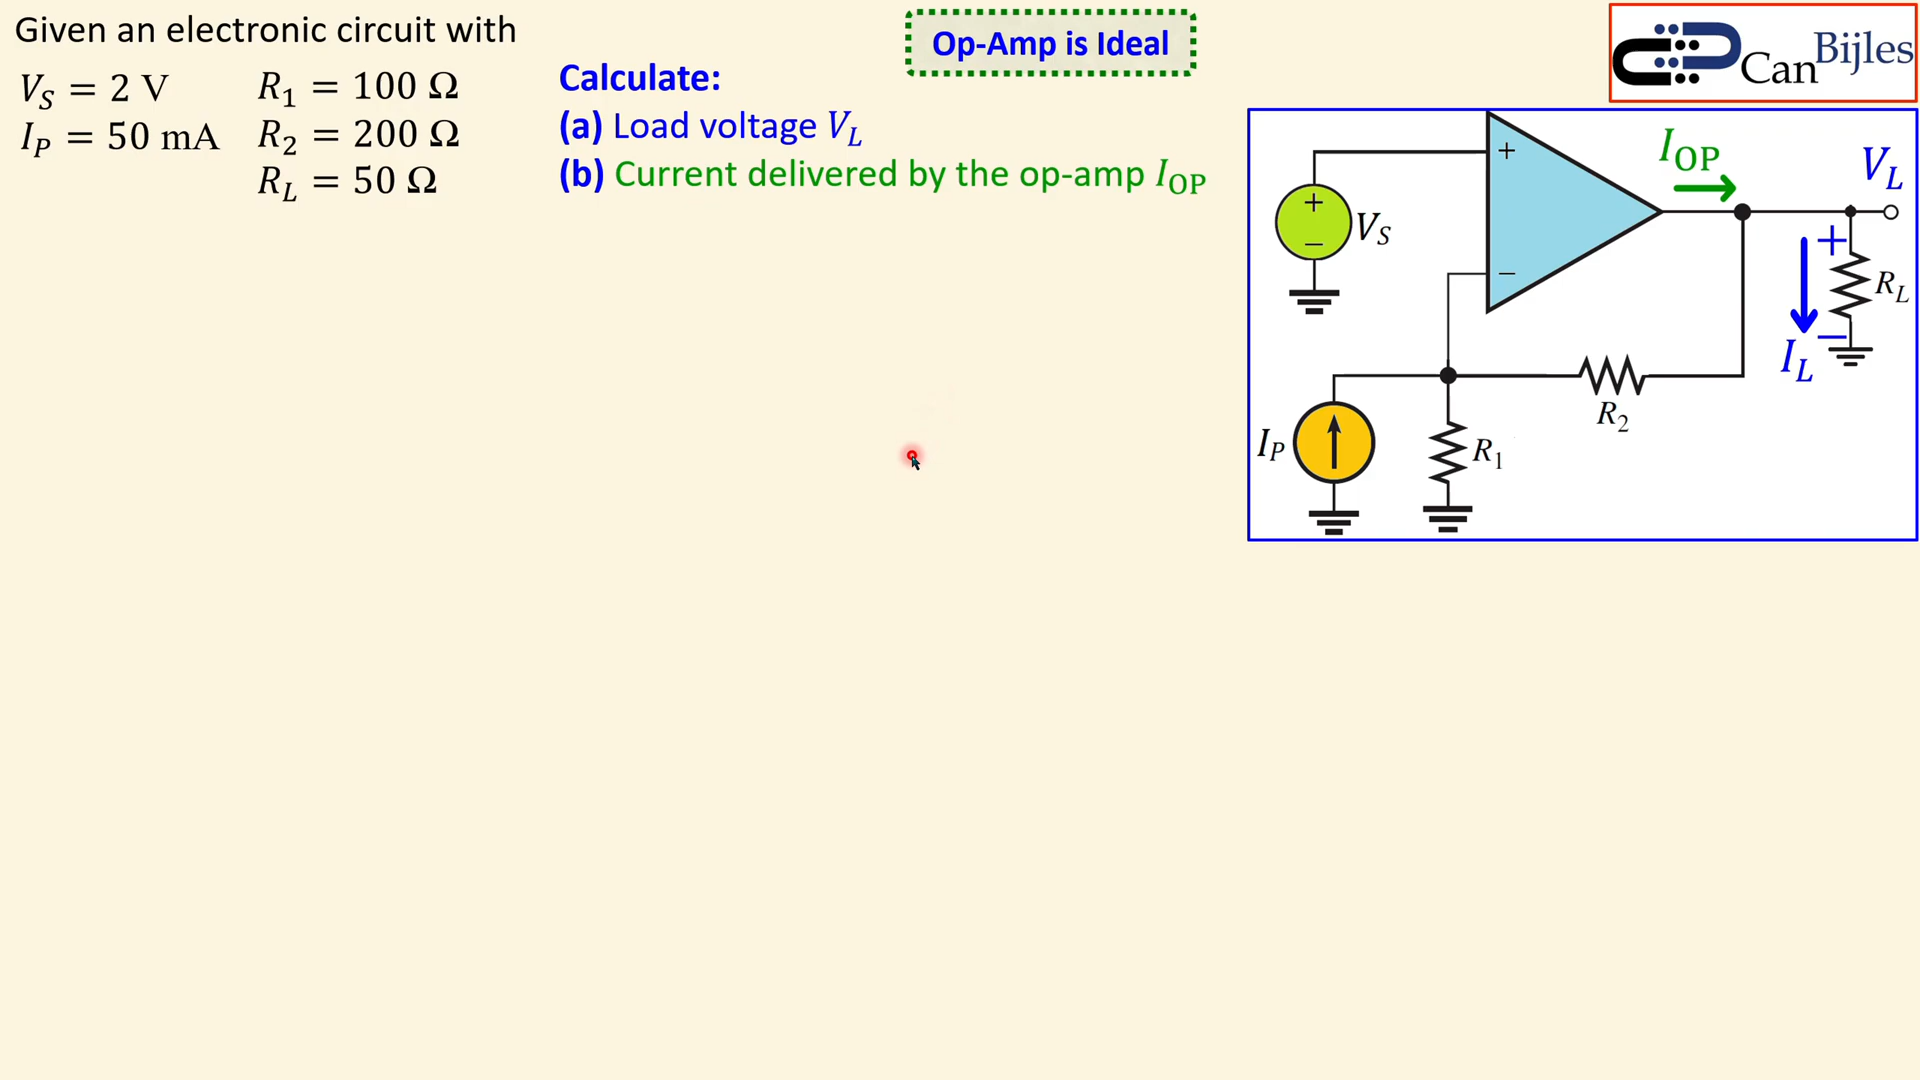 Given an electronic circuit with
V_S = 2 V
I_P = 50 mA
R_1 = 100 Ω
R_2 = 200 Ω
R_L = 50 Ω
Calculate:
(a) Load voltage V_L
(b) Current delivered by the op-amp I_OP
Op-Amp is Ideal
Can Bijles
+
−
I_OP
V_L
+
−
V_S
+
−
R_L
I_L
R_2
I_P
R_1